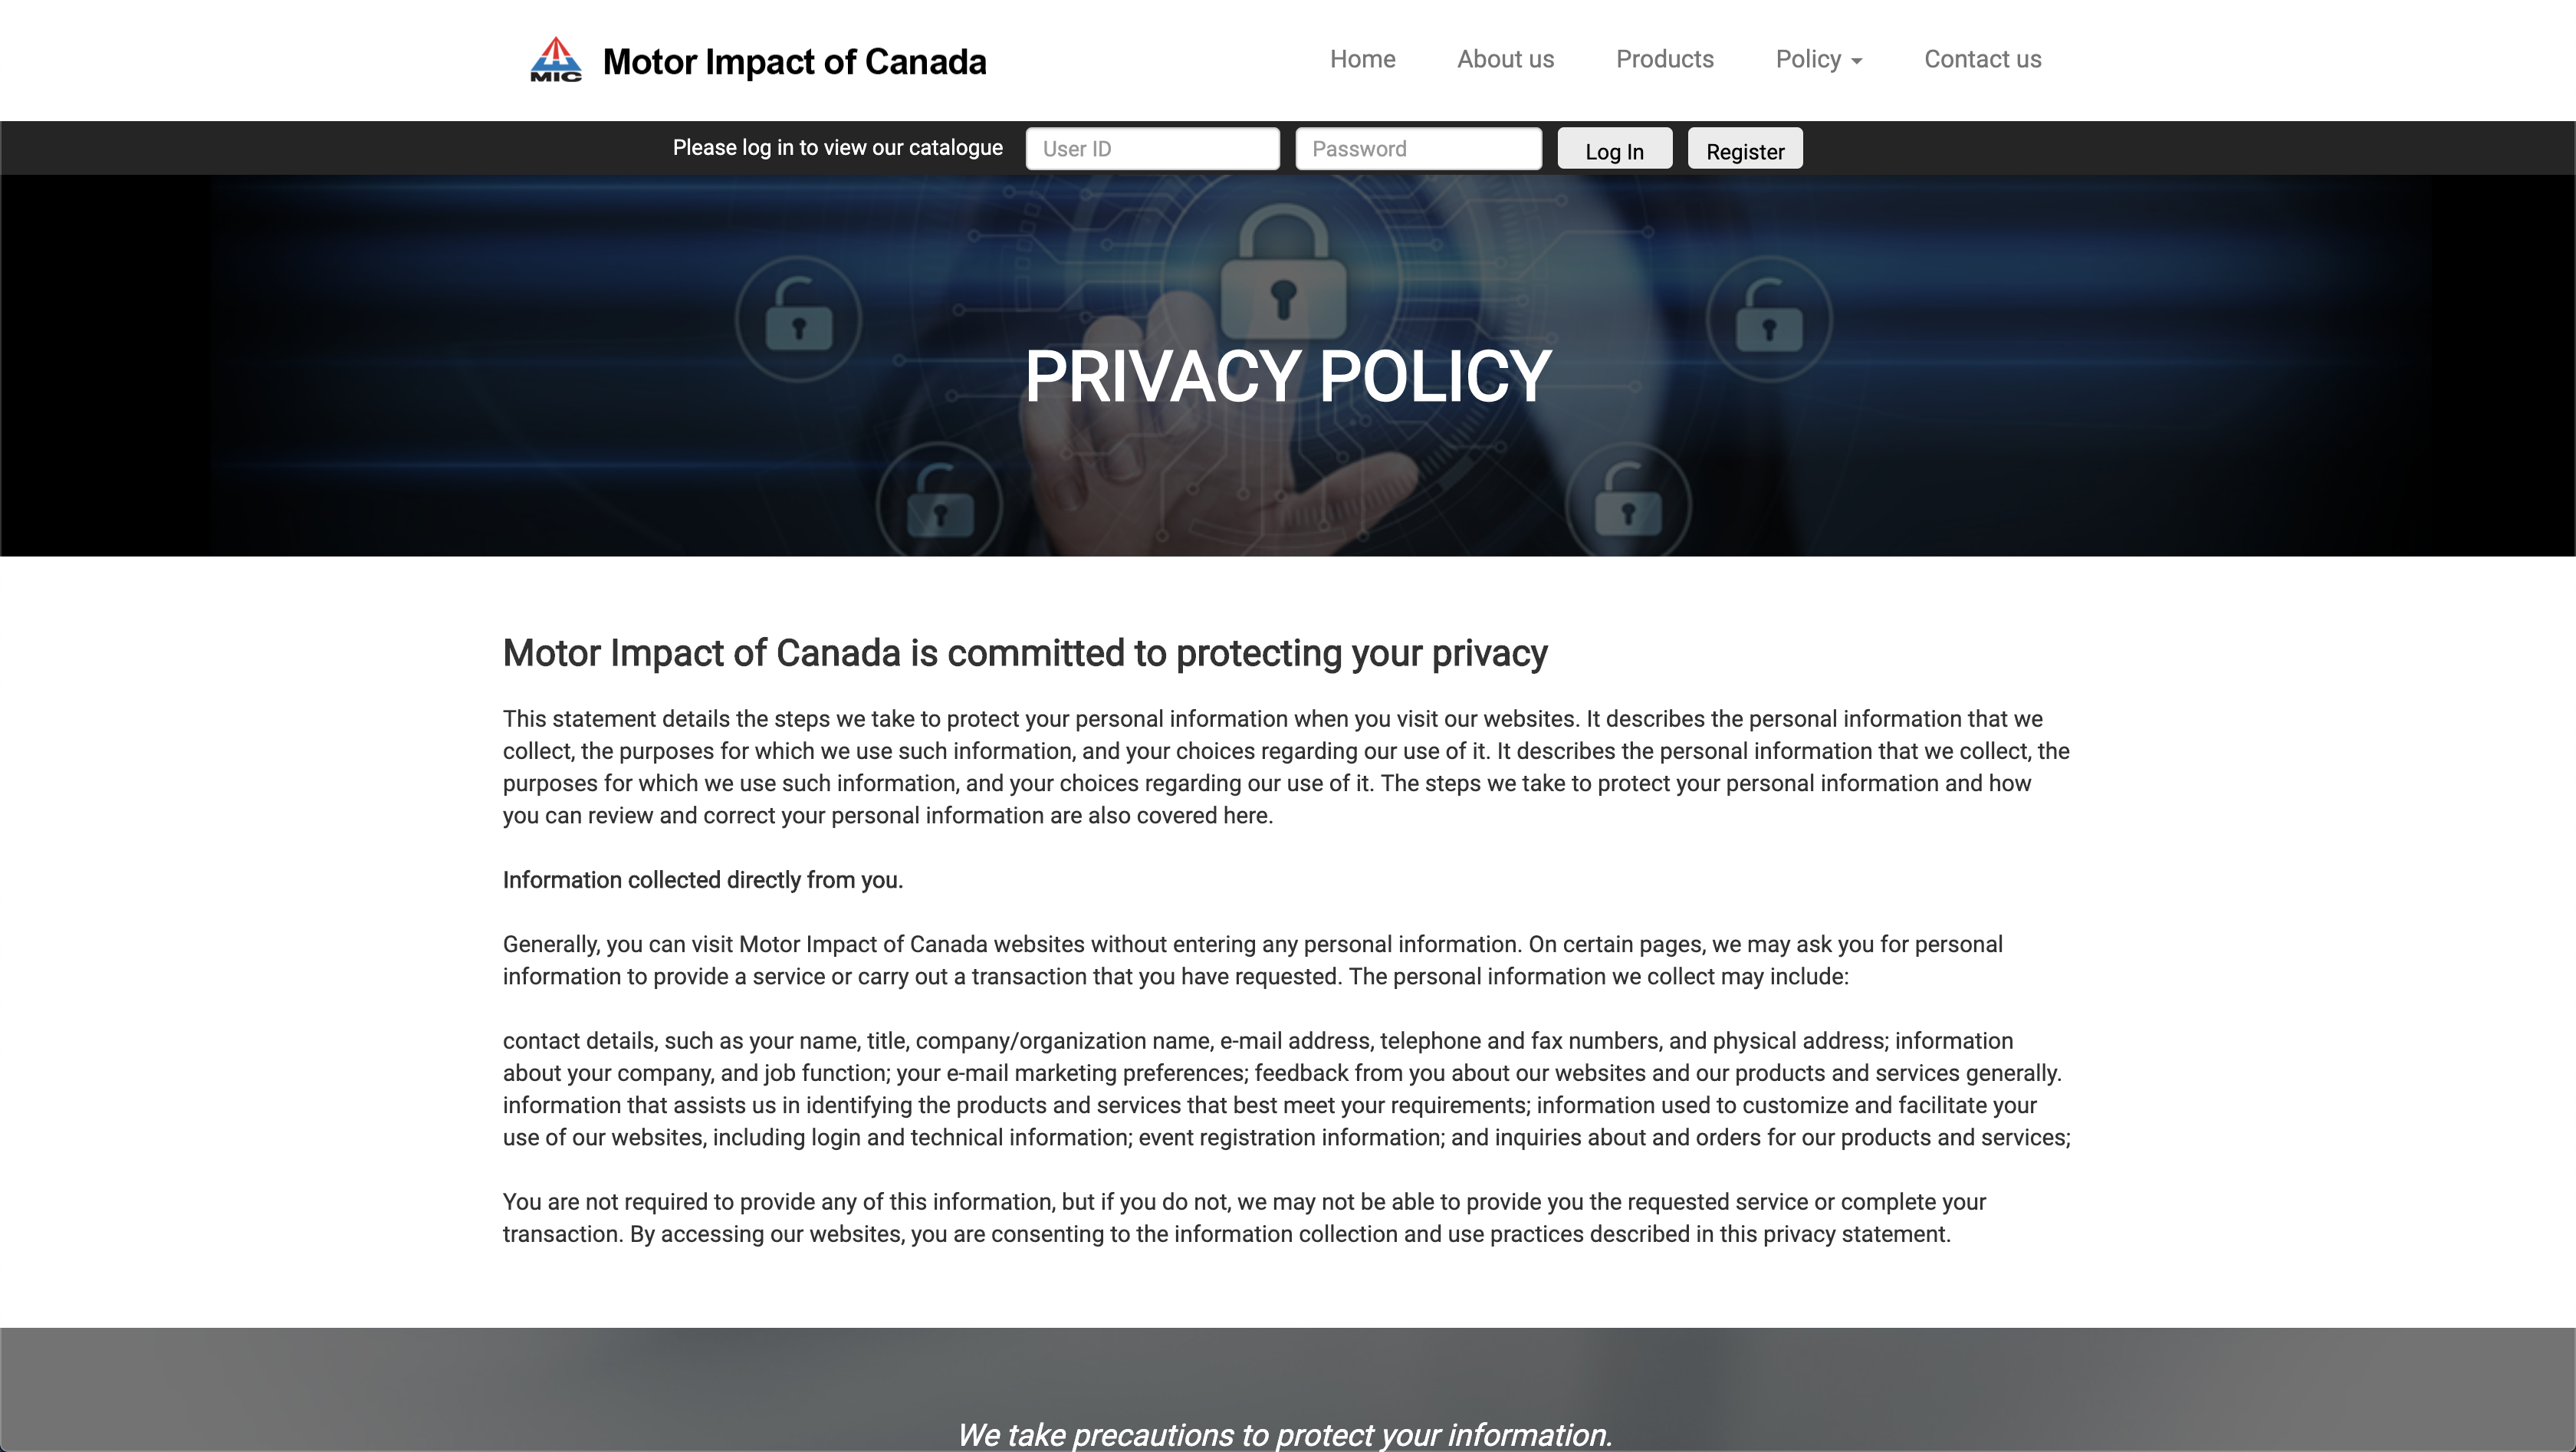 MIC
Motor Impact of Canada
Home
About us
Products
Policy
Contact us
Please log in to view our catalogue
User ID
Password
Log In
Register
PRIVACY POLICY
Motor Impact of Canada is committed to protecting your privacy
This statement details the steps we take to protect your personal information when you visit our websites. It describes the personal information that we
collect, the purposes for which we use such information, and your choices regarding our use of it. It describes the personal information that we collect, the
purposes for which we use such information, and your choices regarding our use of it. The steps we take to protect your personal information and how
you can review and correct your personal information are also covered here.
Information collected directly from you.
Generally, you can visit Motor Impact of Canada websites without entering any personal information. On certain pages, we may ask you for personal
information to provide a service or carry out a transaction that you have requested. The personal information we collect may include:
contact details, such as your name, title, company/organization name, e-mail address, telephone and fax numbers, and physical address; information
about your company, and job function; your e-mail marketing preferences; feedback from you about our websites and our products and services generally.
information that assists us in identifying the products and services that best meet your requirements; information used to customize and facilitate your
use of our websites, including login and technical information; event registration information; and inquiries about and orders for our products and services;
You are not required to provide any of this information, but if you do not, we may not be able to provide you the requested service or complete your
transaction. By accessing our websites, you are consenting to the information collection and use practices described in this privacy statement.
We take precautions to protect your information.